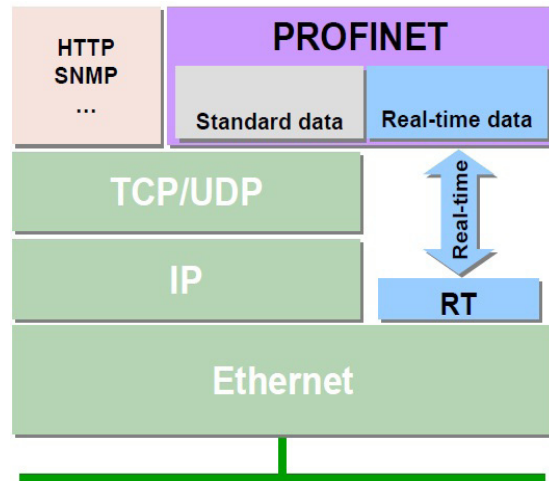 HTTP
SNMP
...
PROFINET
Standard data
Real-time data
TCP/UDP
Real-time
IP
RT
Ethernet